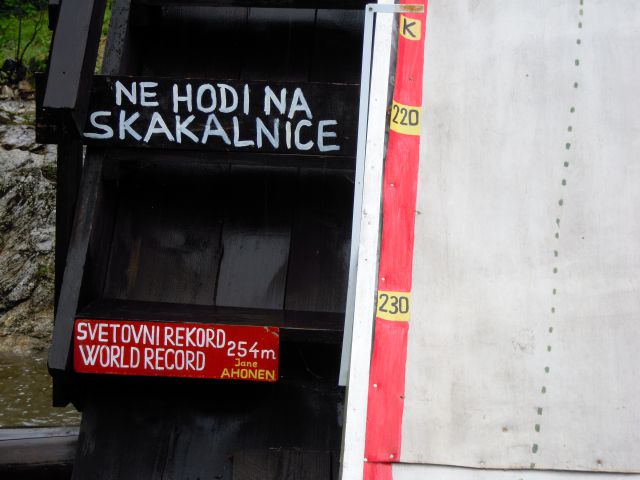 NE HODI NA
SKAKALNICE
K
220
230
SVETOVNI REKORD
WORLD RECORD
254m
Jane
AHONEN